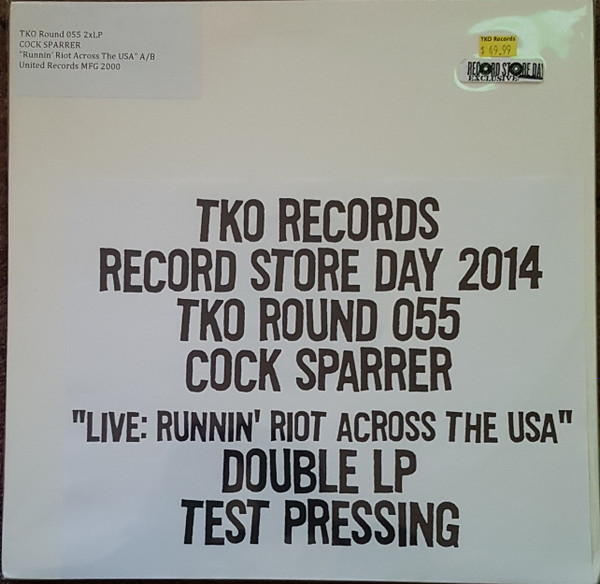 TKO Round 055 2xLP
COCK SPARRER
"Runnin' Riot Across The USA" A/B
United Records MFG 2000
TKO Records
$ 69.99
RECORD STORE DAY
EXCLUSIVE
TKO RECORDS
RECORD STORE DAY 2014
TKO ROUND 055
COCK SPARRER
"LIVE: RUNNIN' RIOT ACROSS THE USA"
DOUBLE LP
TEST PRESSING